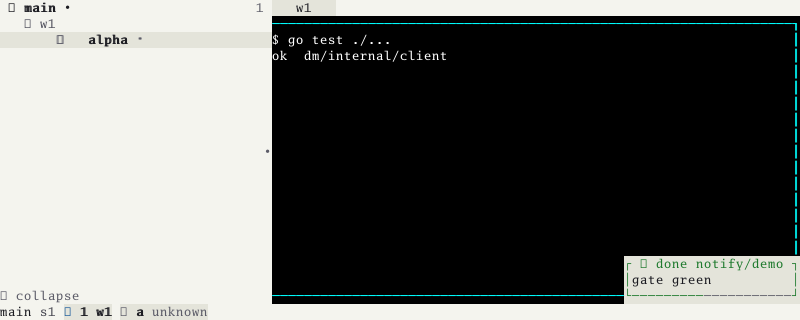 main • 1
w1
alpha •
collapse
main s1 1 w1 a unknown
w1
$ go test ./...
ok dm/internal/client
done notify/demo
gate green